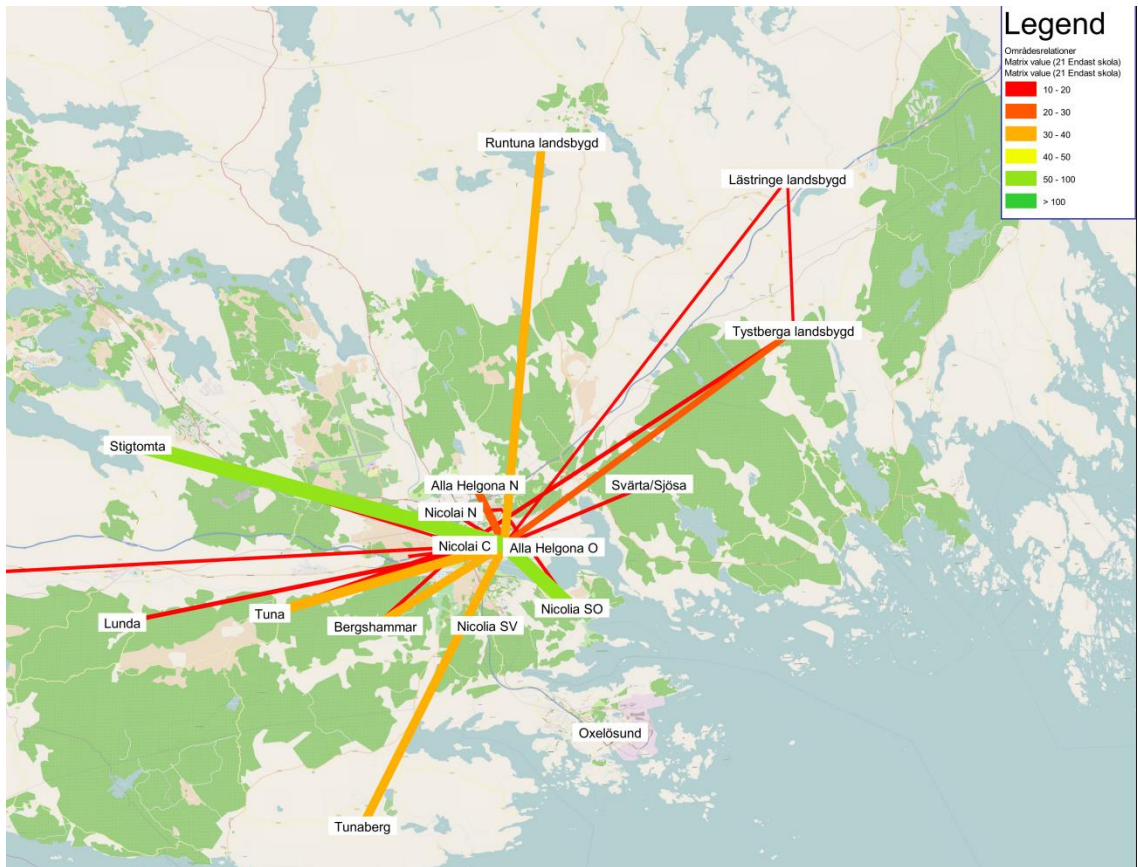 Legend
Områdesrelationer
Matrix value (21 Endast skola)
Matrix value (21 Endast skola)
10 - 20
20 - 30
30 - 40
40 - 50
50 - 100
> 100
Runtuna landsbygd
Lästringe landsbygd
Tystberga landsbygd
Stigtomta
Alla Helgona N
Svärta/Sjösa
Nicolai N
Nicolai C
Alla Helgona O
Nicolia SO
Tuna
Lunda
Bergshammar
Nicolia SV
Oxelösund
Tunaberg